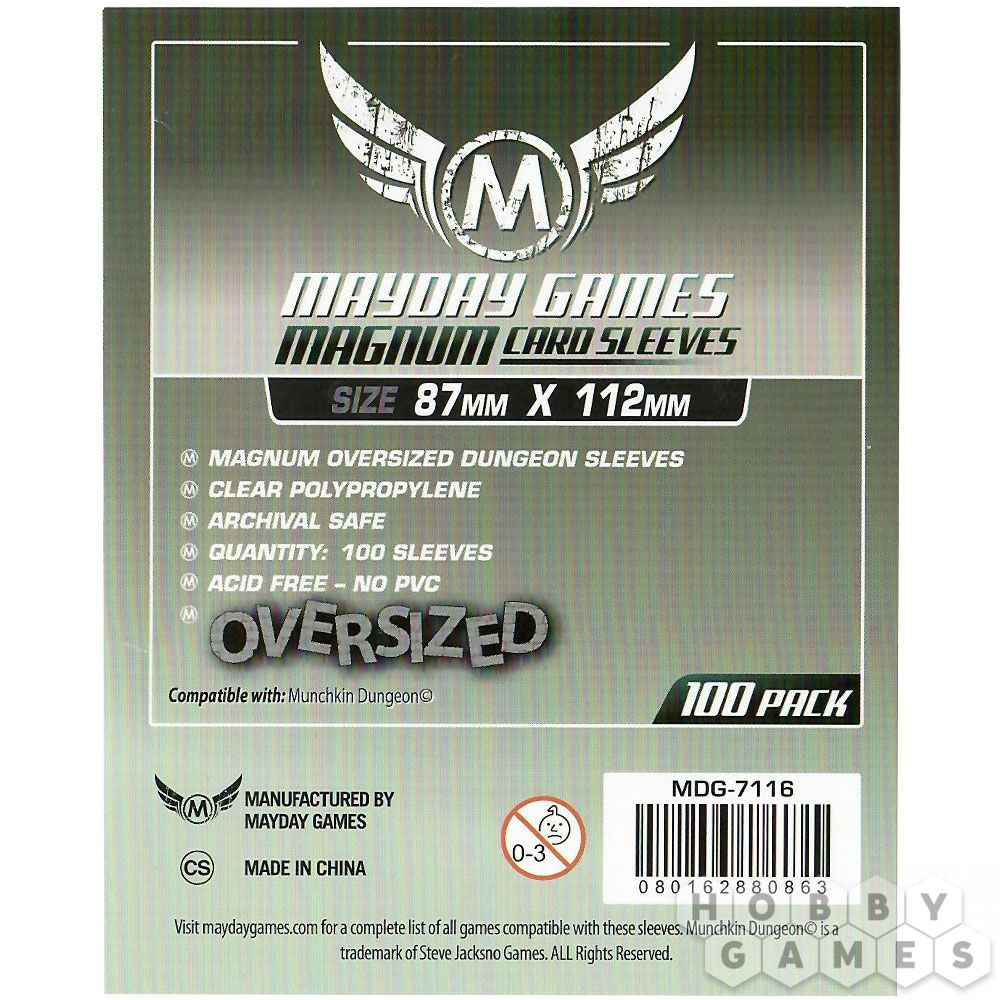 M
MAYDAY GAMES
MAGNUM CARD SLEEVES
SIZE 87MM X 112MM
M MAGNUM OVERSIZED DUNGEON SLEEVES
M CLEAR POLYPROPYLENE
M ARCHIVAL SAFE
M QUANTITY: 100 SLEEVES
M ACID FREE – NO PVC
M OVERSIZED
Compatible with: Munchkin Dungeon©
100 PACK
M
MANUFACTURED BY
MAYDAY GAMES
CS MADE IN CHINA
0-3
MDG-7116
080162880863
Visit maydaygames.com for a complete list of all games compatible with these sleeves. Munchkin Dungeon© is a
trademark of Steve Jacksno Games. ALL Rights Reserved.
HOBBY
GAMES